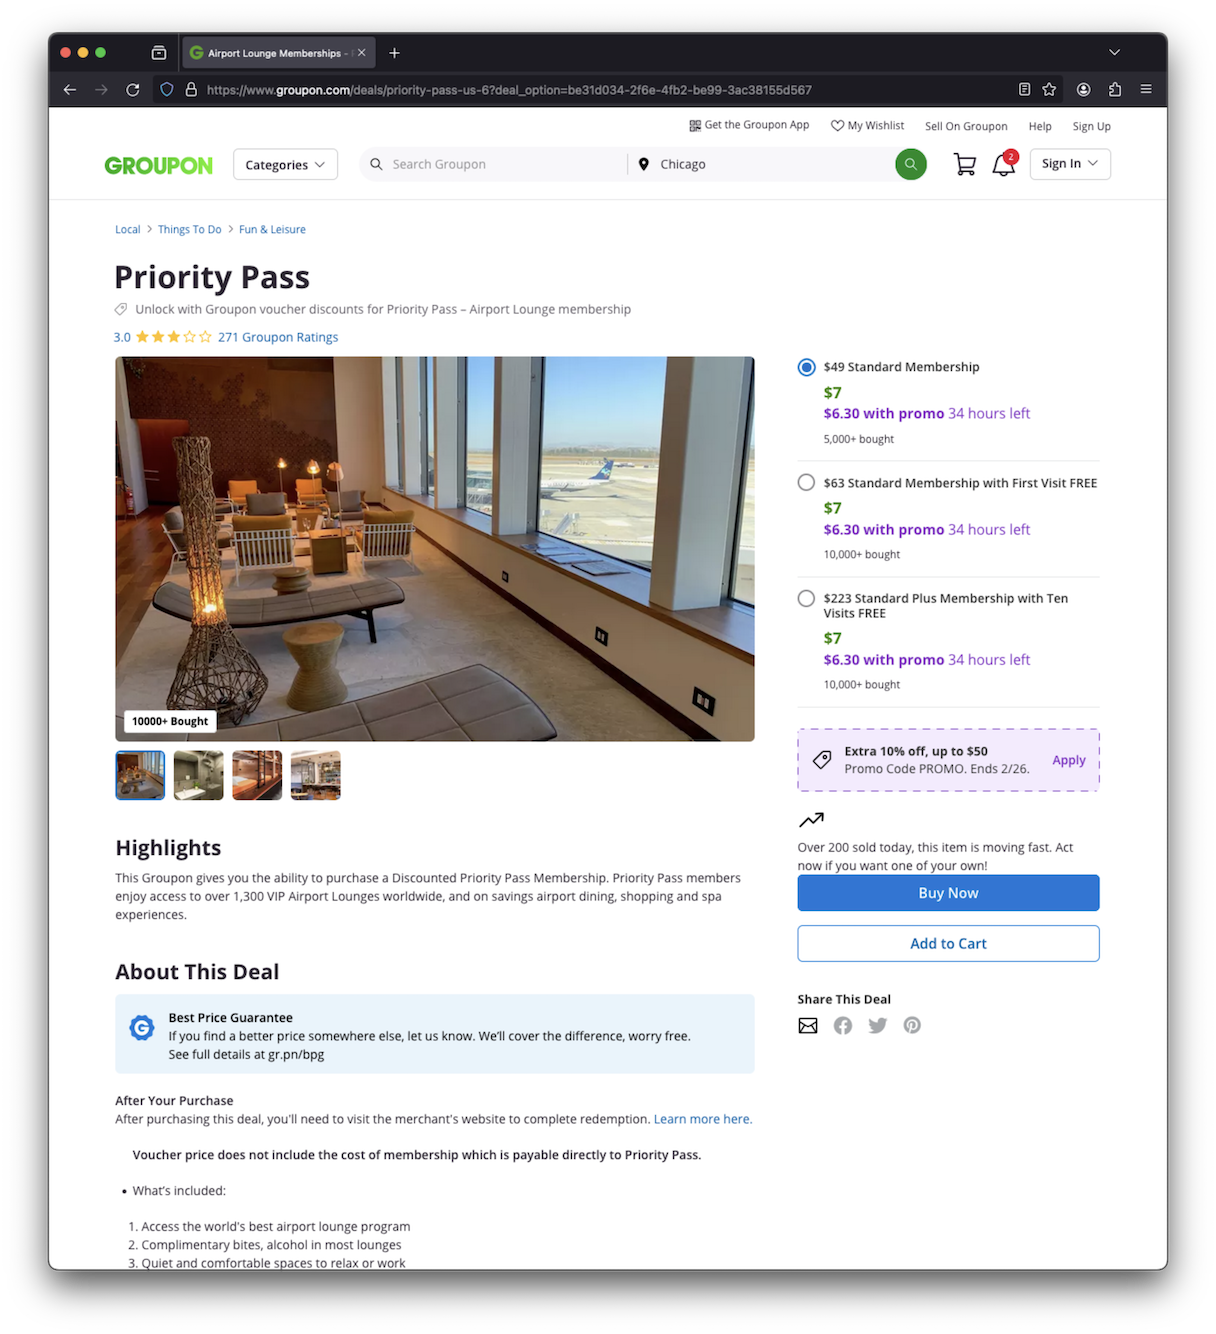 Airport Lounge Memberships -
https://www.groupon.com/deals/priority-pass-us-6?deal_option=be31d034-2f6e-4fb2-be99-3ac38155d567
Get the Groupon App
My Wishlist
Sell On Groupon
Help
Sign Up
GROUPON
Categories
Search Groupon
Chicago
2
Sign In
Local > Things To Do > Fun & Leisure
Priority Pass
Unlock with Groupon voucher discounts for Priority Pass – Airport Lounge membership
3.0 271 Groupon Ratings
10000+ Bought
$49 Standard Membership
$7
$6.30 with promo 34 hours left
5,000+ bought
$63 Standard Membership with First Visit FREE
$7
$6.30 with promo 34 hours left
10,000+ bought
$223 Standard Plus Membership with Ten
Visits FREE
$7
$6.30 with promo 34 hours left
10,000+ bought
Extra 10% off, up to $50
Promo Code PROMO. Ends 2/26.
Apply
Over 200 sold today, this item is moving fast. Act
now if you want one of your own!
Buy Now
Add to Cart
Share This Deal
Highlights
This Groupon gives you the ability to purchase a Discounted Priority Pass Membership. Priority Pass members
enjoy access to over 1,300 VIP Airport Lounges worldwide, and on savings airport dining, shopping and spa
experiences.
About This Deal
Best Price Guarantee
If you find a better price somewhere else, let us know. We'll cover the difference, worry free.
See full details at gr.pn/bpg
After Your Purchase
After purchasing this deal, you'll need to visit the merchant's website to complete redemption. Learn more here.
Voucher price does not include the cost of membership which is payable directly to Priority Pass.
• What's included:
1. Access the world's best airport lounge program
2. Complimentary bites, alcohol in most lounges
3. Quiet and comfortable spaces to relax or work